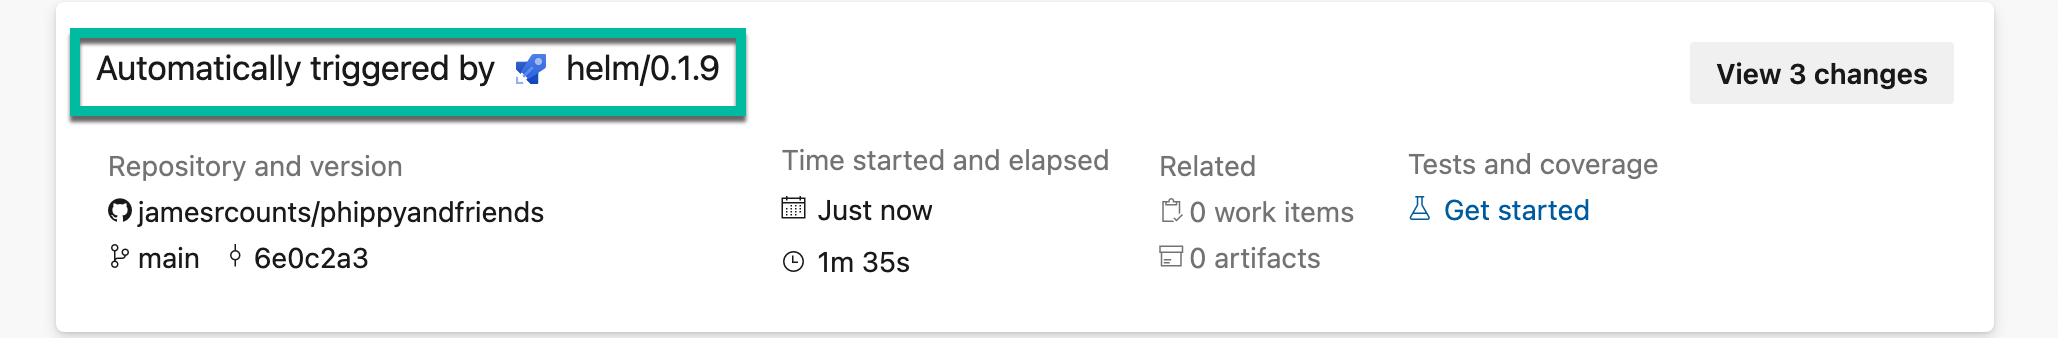 Automatically triggered by helm/0.1.9
View 3 changes
Repository and version
jamesrcounts/phippyandfriends
main 6e0c2a3
Time started and elapsed
Just now
1m 35s
Related
0 work items
0 artifacts
Tests and coverage
Get started